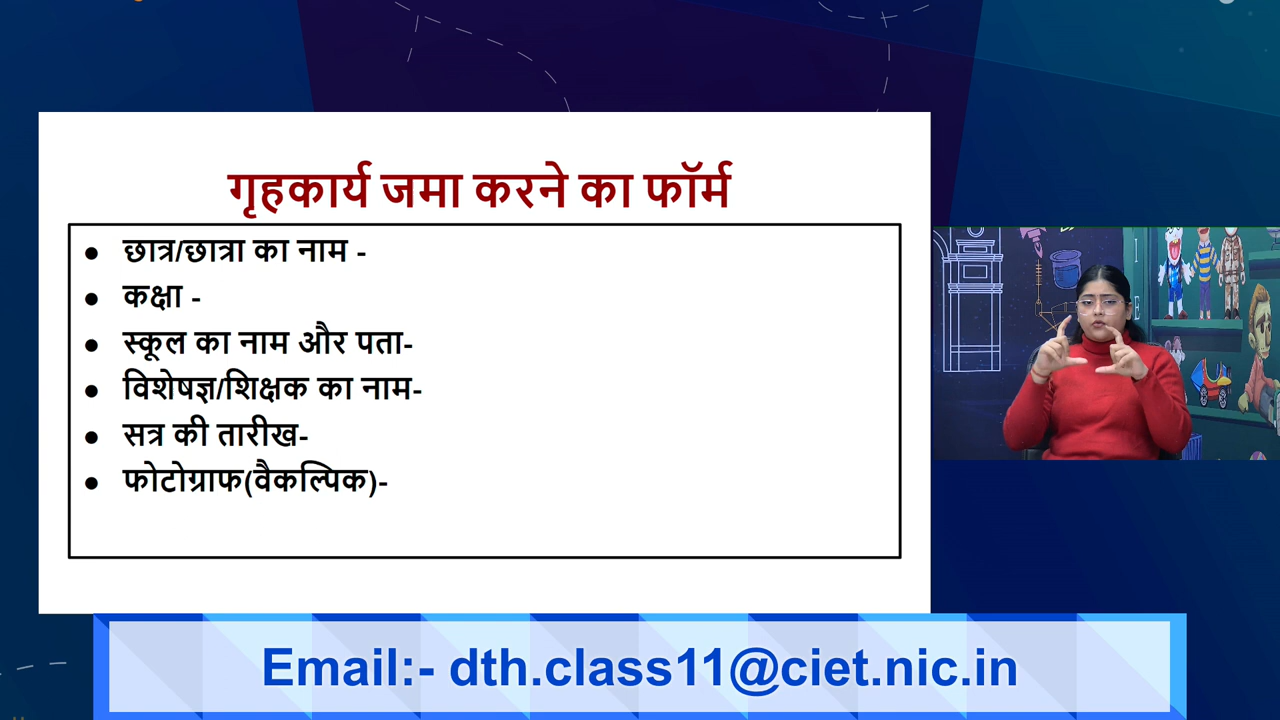 गृहकार्य जमा करने का फॉर्म
● छात्र/छात्रा का नाम -
● कक्षा -
● स्कूल का नाम और पता-
● विशेषज्ञ/शिक्षक का नाम-
● सत्र की तारीख-
● फोटोग्राफ(वैकल्पिक)-
I
E
Email:- dth.class11@ciet.nic.in